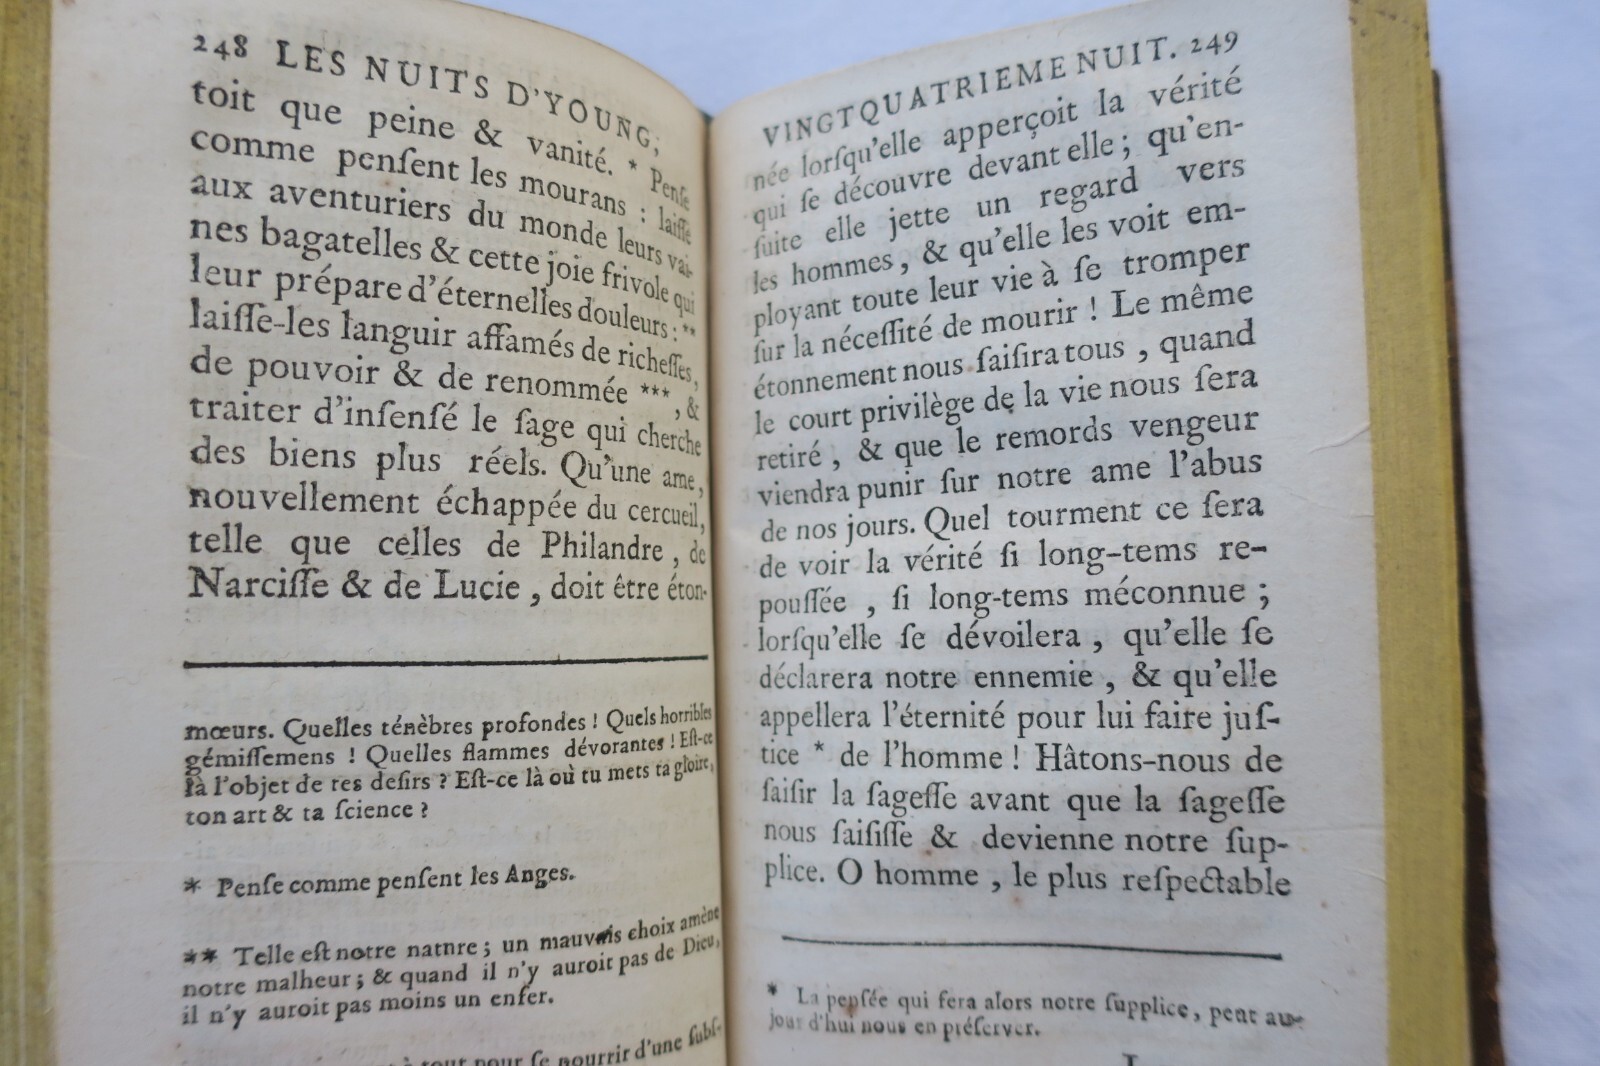 248 LES NUITS D'YOUNG,
toit que peine & vanité. * Penſe
comme penſent les mourans : laiſſe
aux aventuriers du monde leurs vai-
nes bagatelles & cette joie frivole qui
leur prépare d'éternelles douleurs : **
laiſſe-les languir affamés de richeſſes,
de pouvoir & de renommée ***, &
traiter d'inſenſé le ſage qui cherche
des biens plus réels. Qu'une ame,
nouvellement échappée du cercueil,
telle que celles de Philandre, de
Narciſſe & de Lucie, doit être éton-
mœurs. Quelles ténèbres profondes ! Quels horribles
gémiſſemens ! Quelles flammes dévorantes ! Eſt-ce
là l'objet de tes deſirs ? Eſt-ce là où tu mets ta gloire,
ton art & ta ſcience ?
* Penſe comme penſent les Anges.
** Telle eſt notre natnre ; un mauvais choix amène
notre malheur ; & quand il n'y auroit pas de Dieu,
il n'y auroit pas moins un enfer.
à tout pour ſe nourrir d'une ſubſ-
VINGTQUATRIEME NUIT. 249
née lorſqu'elle apperçoit la vérité
qui ſe découvre devant elle ; qu'en-
ſuite elle jette un regard vers
les hommes, & qu'elle les voit em-
ployant toute leur vie à ſe tromper
ſur la néceſſité de mourir ! Le même
étonnement nous ſaiſira tous, quand
le court privilège de la vie nous ſera
retiré, & que le remords vengeur
viendra punir ſur notre ame l'abus
de nos jours. Quel tourment ce ſera
de voir la vérité ſi long-tems re-
pouſſée, ſi long-tems méconnue ;
lorſqu'elle ſe dévoilera, qu'elle ſe
déclarera notre ennemie, & qu'elle
appellera l'éternité pour lui faire juſ-
tice * de l'homme ! Hâtons-nous de
ſaiſir la ſageſſe avant que la ſageſſe
nous ſaiſiſſe & devienne notre ſup-
plice. O homme, le plus reſpectable
* La penſée qui fera alors notre ſupplice, peut au-
jour d'hui nous en préſerver.